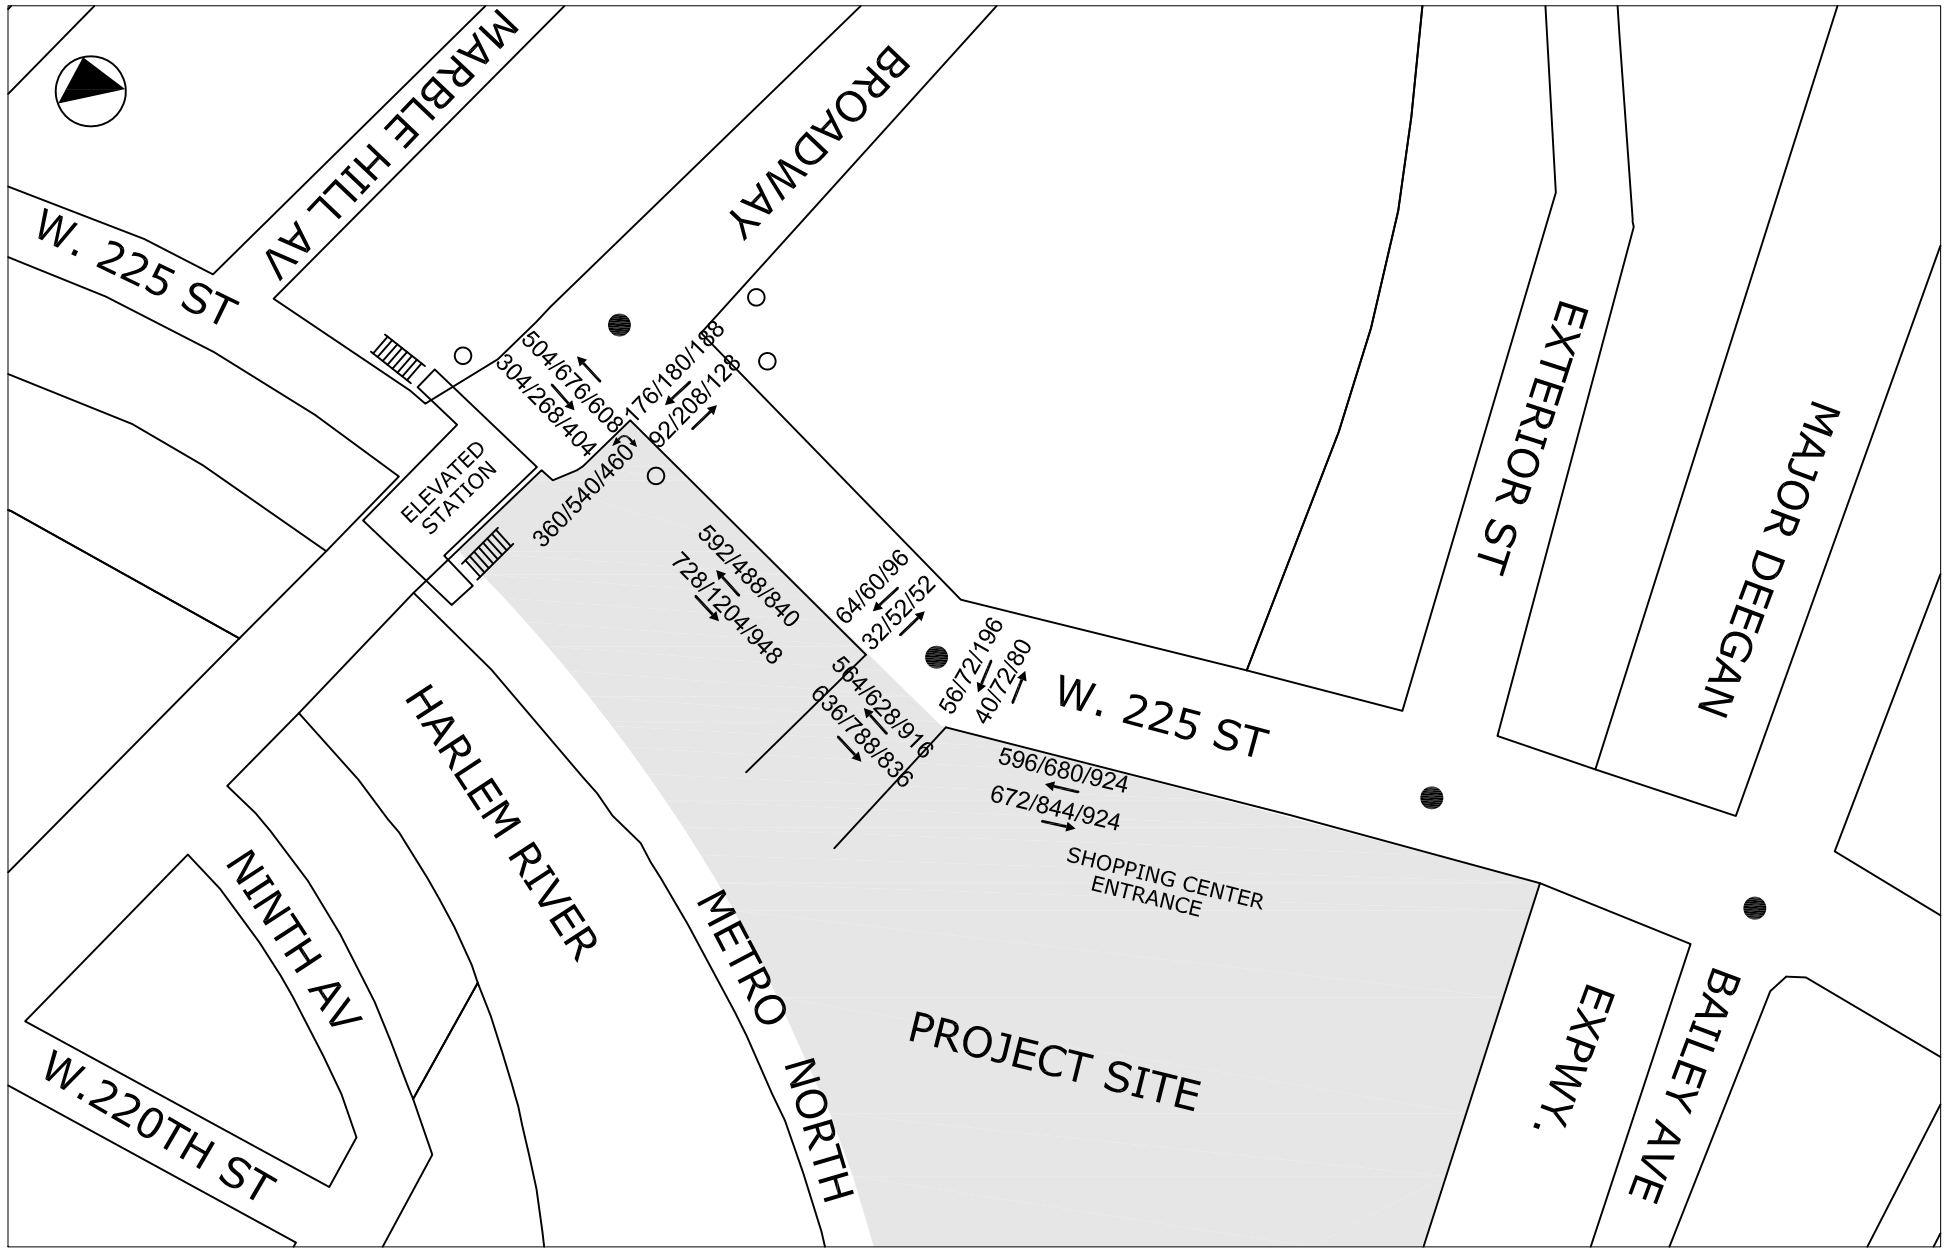 MARBLE HILL AV
BROADWAY
W. 225 ST
EXTERIOR ST
504/676/608
304/268/404
176/180/188
92/208/128
ELEVATED
STATION
360/540/460
MAJOR DEEGAN
592/488/840
728/1204/948
64/60/96
32/52/52
56/72/196
40/72/80
564/628/916
636/788/836
W. 225 ST
596/680/924
672/844/924
SHOPPING CENTER
ENTRANCE
HARLEM RIVER
NINTH AV
METRO NORTH
PROJECT SITE
EXPWY.
BAILEY AVE
W.220TH ST